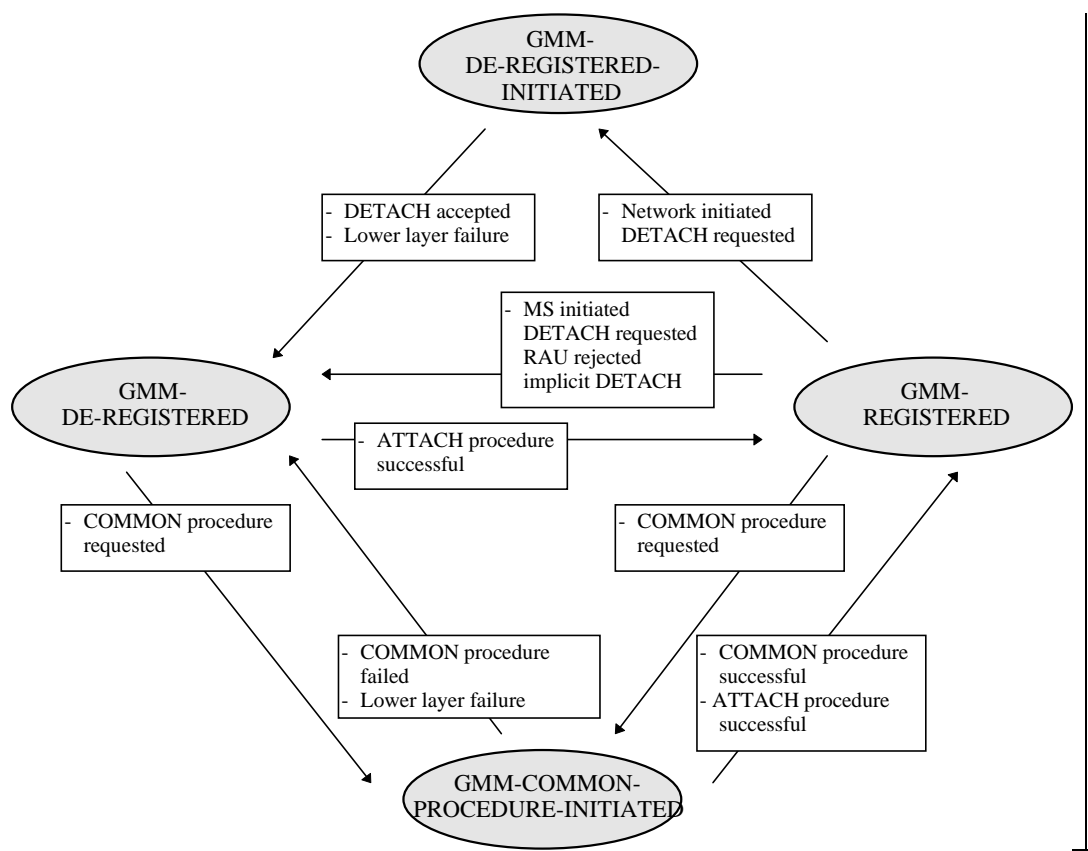 GMM-
DE-REGISTERED-
INITIATED
- DETACH accepted
- Lower layer failure
- Network initiated
DETACH requested
- MS initiated
DETACH requested
RAU rejected
implicit DETACH
GMM-
DE-REGISTERED
GMM-
REGISTERED
- ATTACH procedure
successful
- COMMON procedure
requested
- COMMON procedure
requested
- COMMON procedure
failed
- Lower layer failure
- COMMON procedure
successful
- ATTACH procedure
successful
GMM-COMMON-
PROCEDURE-INITIATED